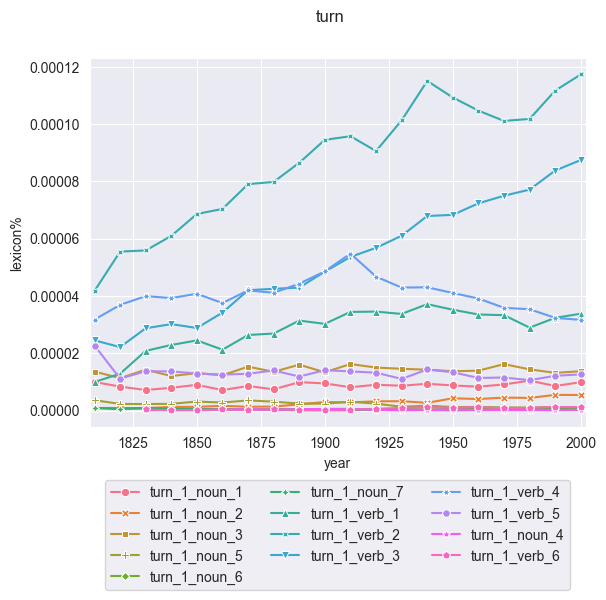 turn
0.00012
0.00010
0.00008
0.00006
0.00004
0.00002
0.00000
lexicon%
1825 1850 1875 1900 1925 1950 1975 2000
year
turn_1_noun_1 turn_1_noun_7 turn_1_verb_4
turn_1_noun_2 turn_1_verb_1 turn_1_verb_5
turn_1_noun_3 turn_1_verb_2 turn_1_noun_4
turn_1_noun_5 turn_1_verb_3 turn_1_verb_6
turn_1_noun_6